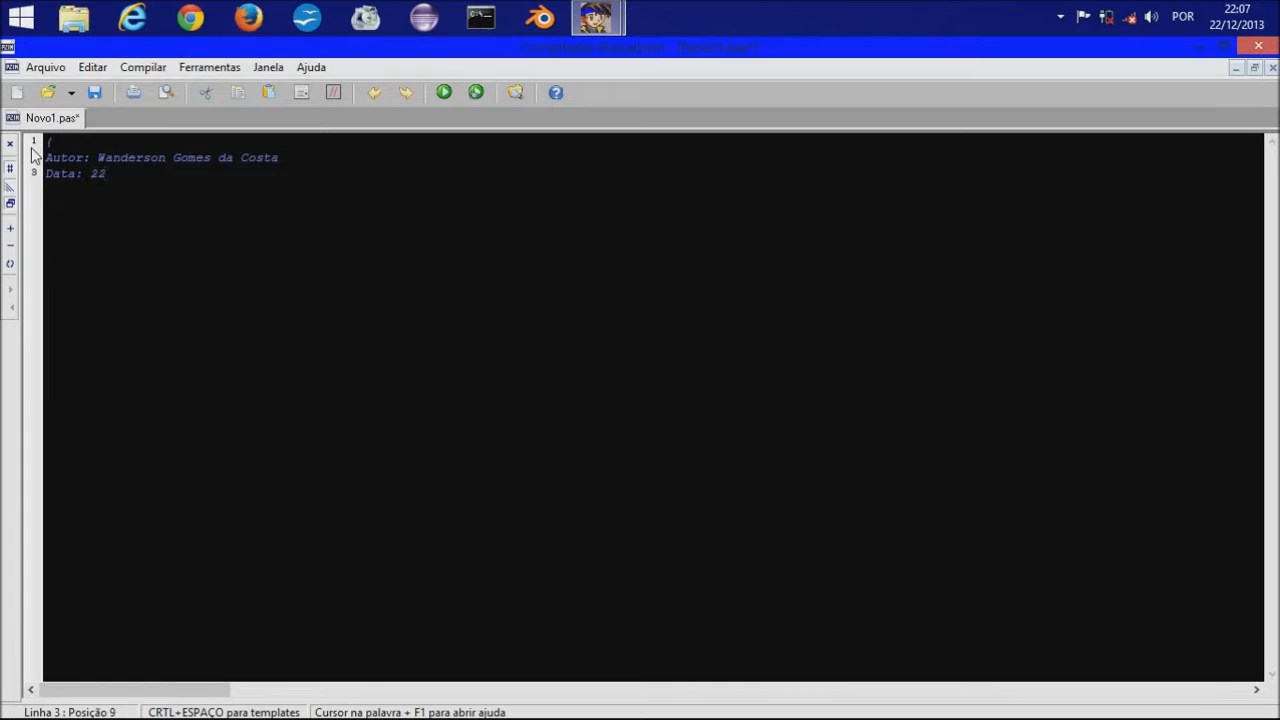 22:07
POR
22/12/2013
Arquivo Editar Compilar Ferramentas Janela Ajuda
Novo1.pas*
1 {
Autor: Wanderson Gomes da Costa
3 Data: 22
Linha 3 : Posição 9 CRTL+ESPAÇO para templates Cursor na palavra + F1 para abrir ajuda